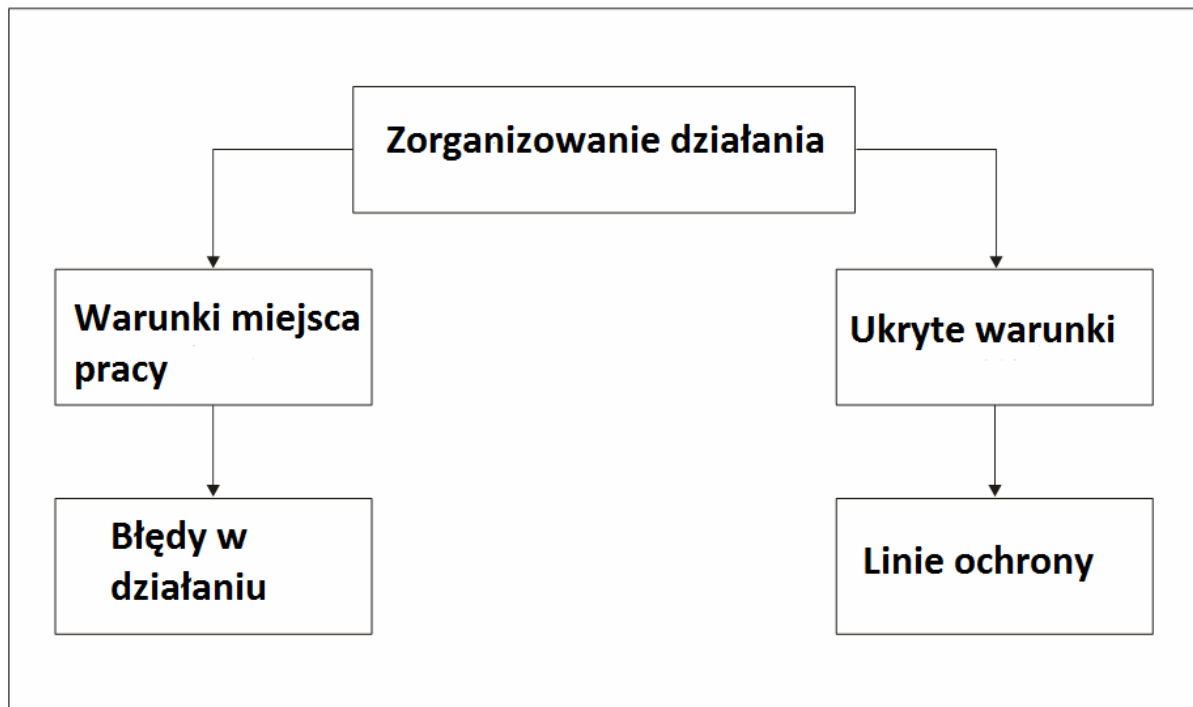 Zorganizowanie działania
Warunki miejsca
pracy
Ukryte warunki
Błędy w
działaniu
Linie ochrony